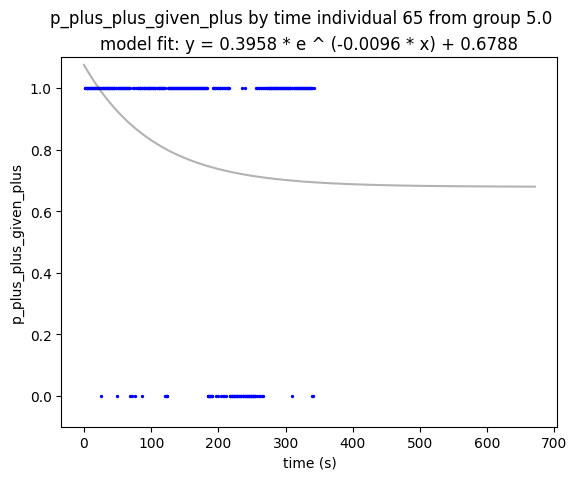 p_plus_plus_given_plus by time individual 65 from group 5.0
model fit: y = 0.3958 * e ^ (-0.0096 * x) + 0.6788
1.0
0.8
0.6
0.4
0.2
0.0
p_plus_plus_given_plus
0 100 200 300 400 500 600 700
time (s)